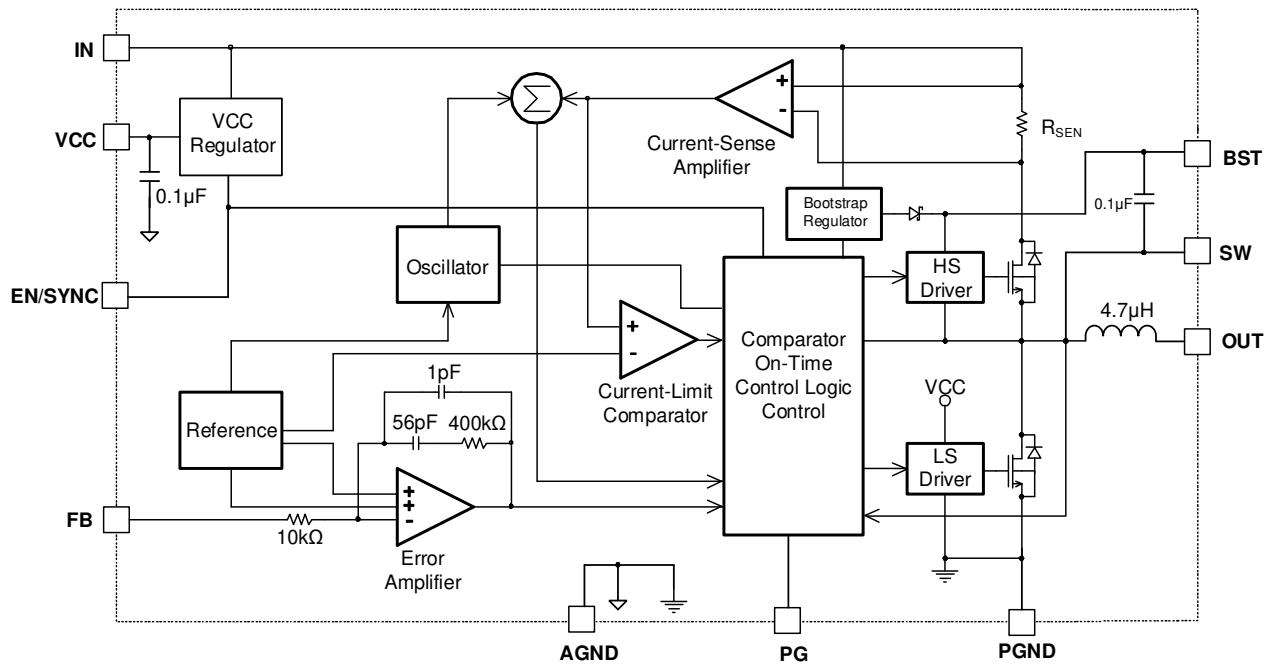 IN
VCC
Regulator
VCC
0.1µF
Σ
+
-
Current-Sense
Amplifier
RSEN
BST
0.1µF
Bootstrap
Regulator
SW
Oscillator
HS
Driver
EN/SYNC
4.7µH
OUT
+
-
Current-Limit
Comparator
Comparator
On-Time
Control Logic
Control
VCC
1pF
56pF
400kΩ
Reference
LS
Driver
+
+
-
FB
10kΩ
Error
Amplifier
AGND
PG
PGND